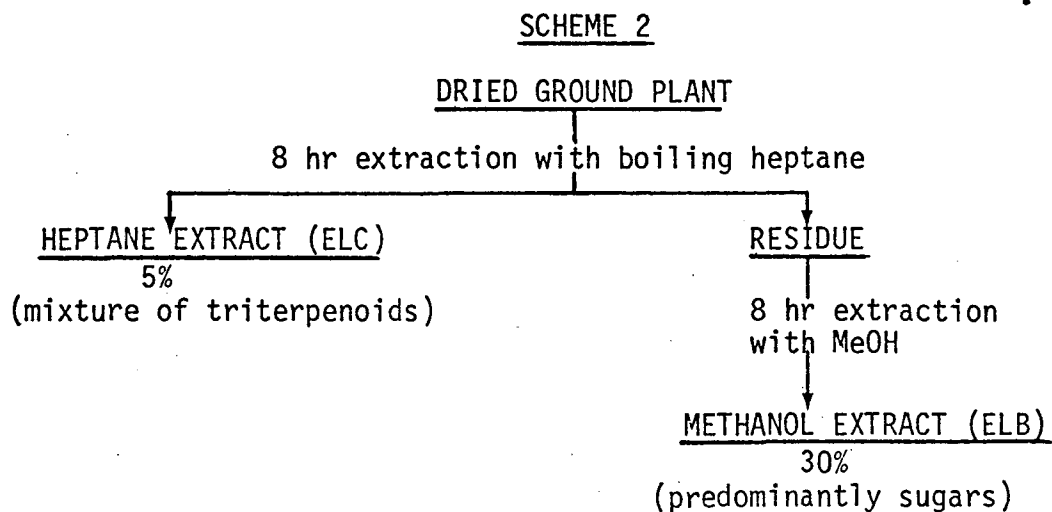 SCHEME 2
DRIED GROUND PLANT
8 hr extraction with boiling heptane
HEPTANE EXTRACT (ELC)
5%
(mixture of triterpenoids)
RESIDUE
8 hr extraction
with MeOH
METHANOL EXTRACT (ELB)
30%
(predominantly sugars)